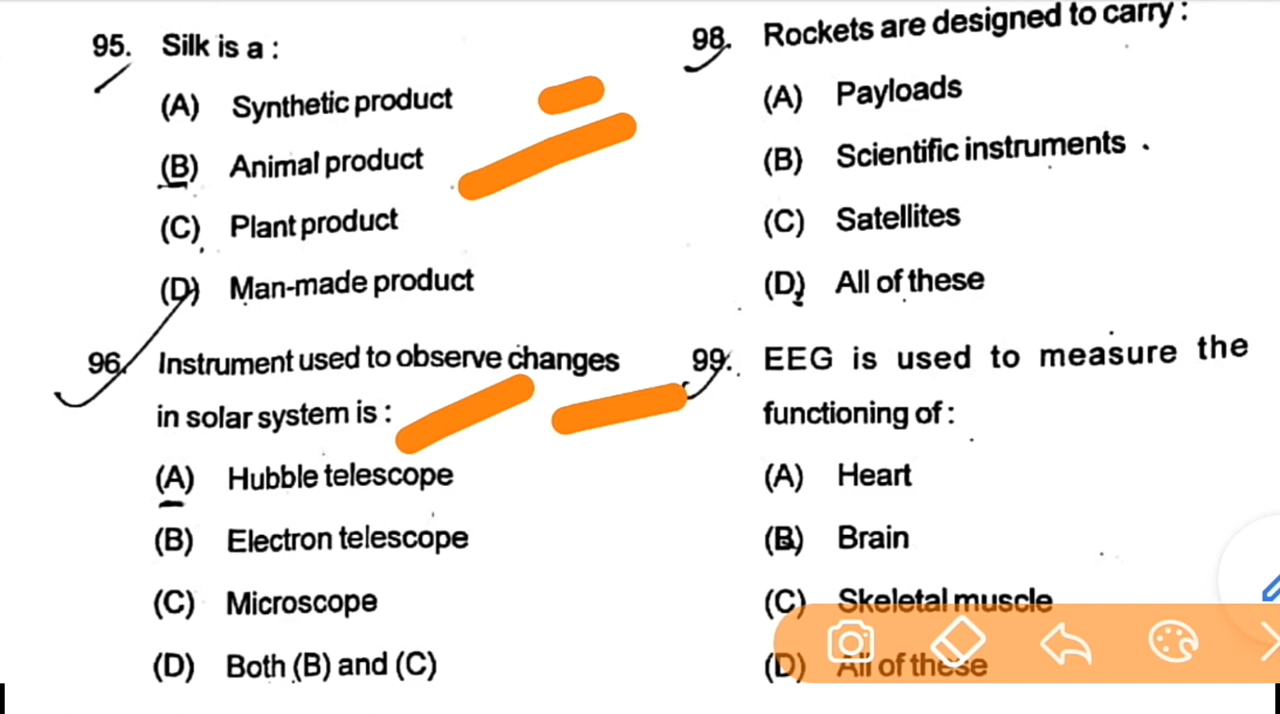 95. Silk is a :
(A) Synthetic product
(B) Animal product
(C) Plant product
(D) Man-made product
96. Instrument used to observe changes
in solar system is :
(A) Hubble telescope
(B) Electron telescope
(C) Microscope
(D) Both (B) and (C)
98. Rockets are designed to carry :
(A) Payloads
(B) Scientific instruments
(C) Satellites
(D) All of these
99. EEG is used to measure the
functioning of :
(A) Heart
(B) Brain
(C) Skeletal muscle
(D) All of these